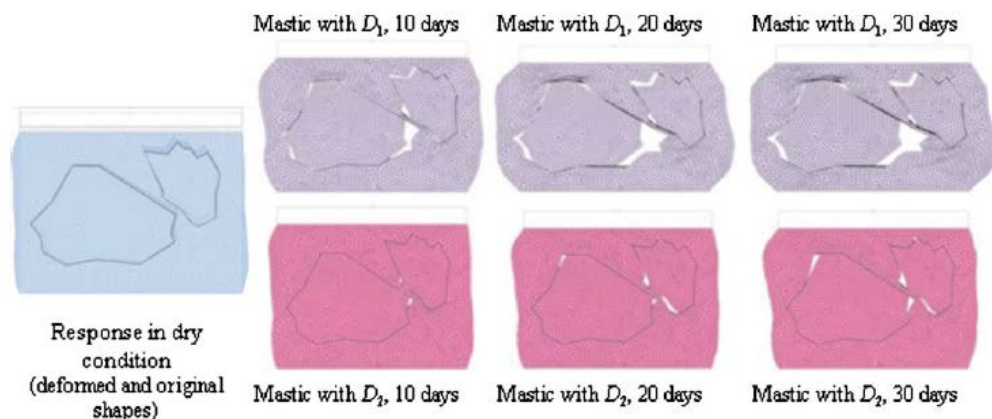 Mastic with D1, 10 days
Mastic with D1, 20 days
Mastic with D1, 30 days
Response in dry
condition
(deformed and original
shapes)
Mastic with D2, 10 days
Mastic with D2, 20 days
Mastic with D2, 30 days